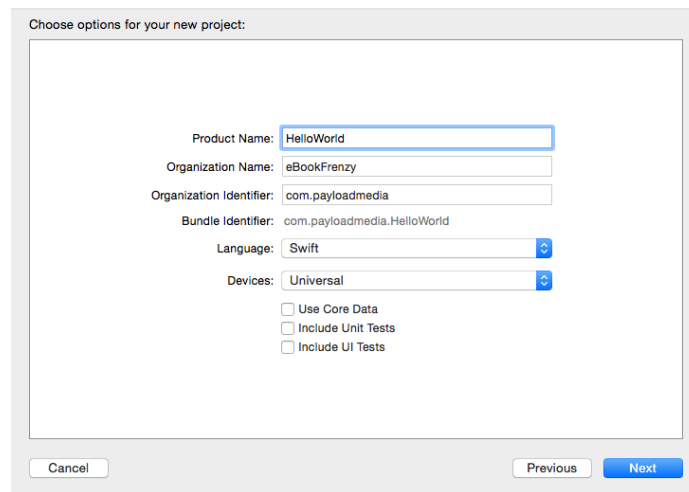 Choose options for your new project:
Product Name: HelloWorld
Organization Name: eBookFrenzy
Organization Identifier: com.payloadmedia
Bundle Identifier: com.payloadmedia.HelloWorld
Language: Swift
Devices: Universal
Use Core Data
Include Unit Tests
Include UI Tests
Cancel Previous Next